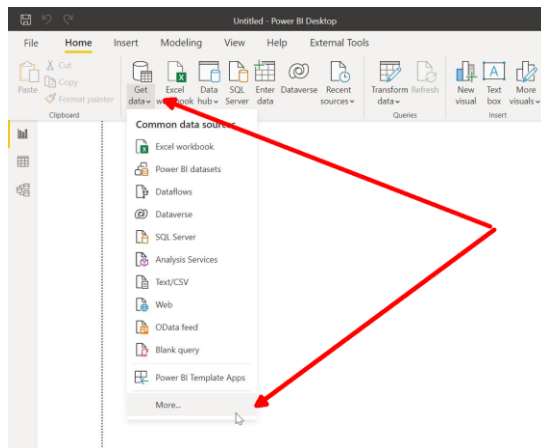 Untitled - Power BI Desktop
File Home Insert Modeling View Help External Tools
Paste
Cut
Copy
Format painter
Clipboard
Get data
Excel workbook
Data hub
SQL Server
Enter data
Dataverse
Recent sources
Transform data
Refresh
Queries
New visual
Text box
More visuals
Insert
Common data sources
Excel workbook
Power BI datasets
Dataflows
Dataverse
SQL Server
Analysis Services
Text/CSV
Web
OData feed
Blank query
Power BI Template Apps
More...